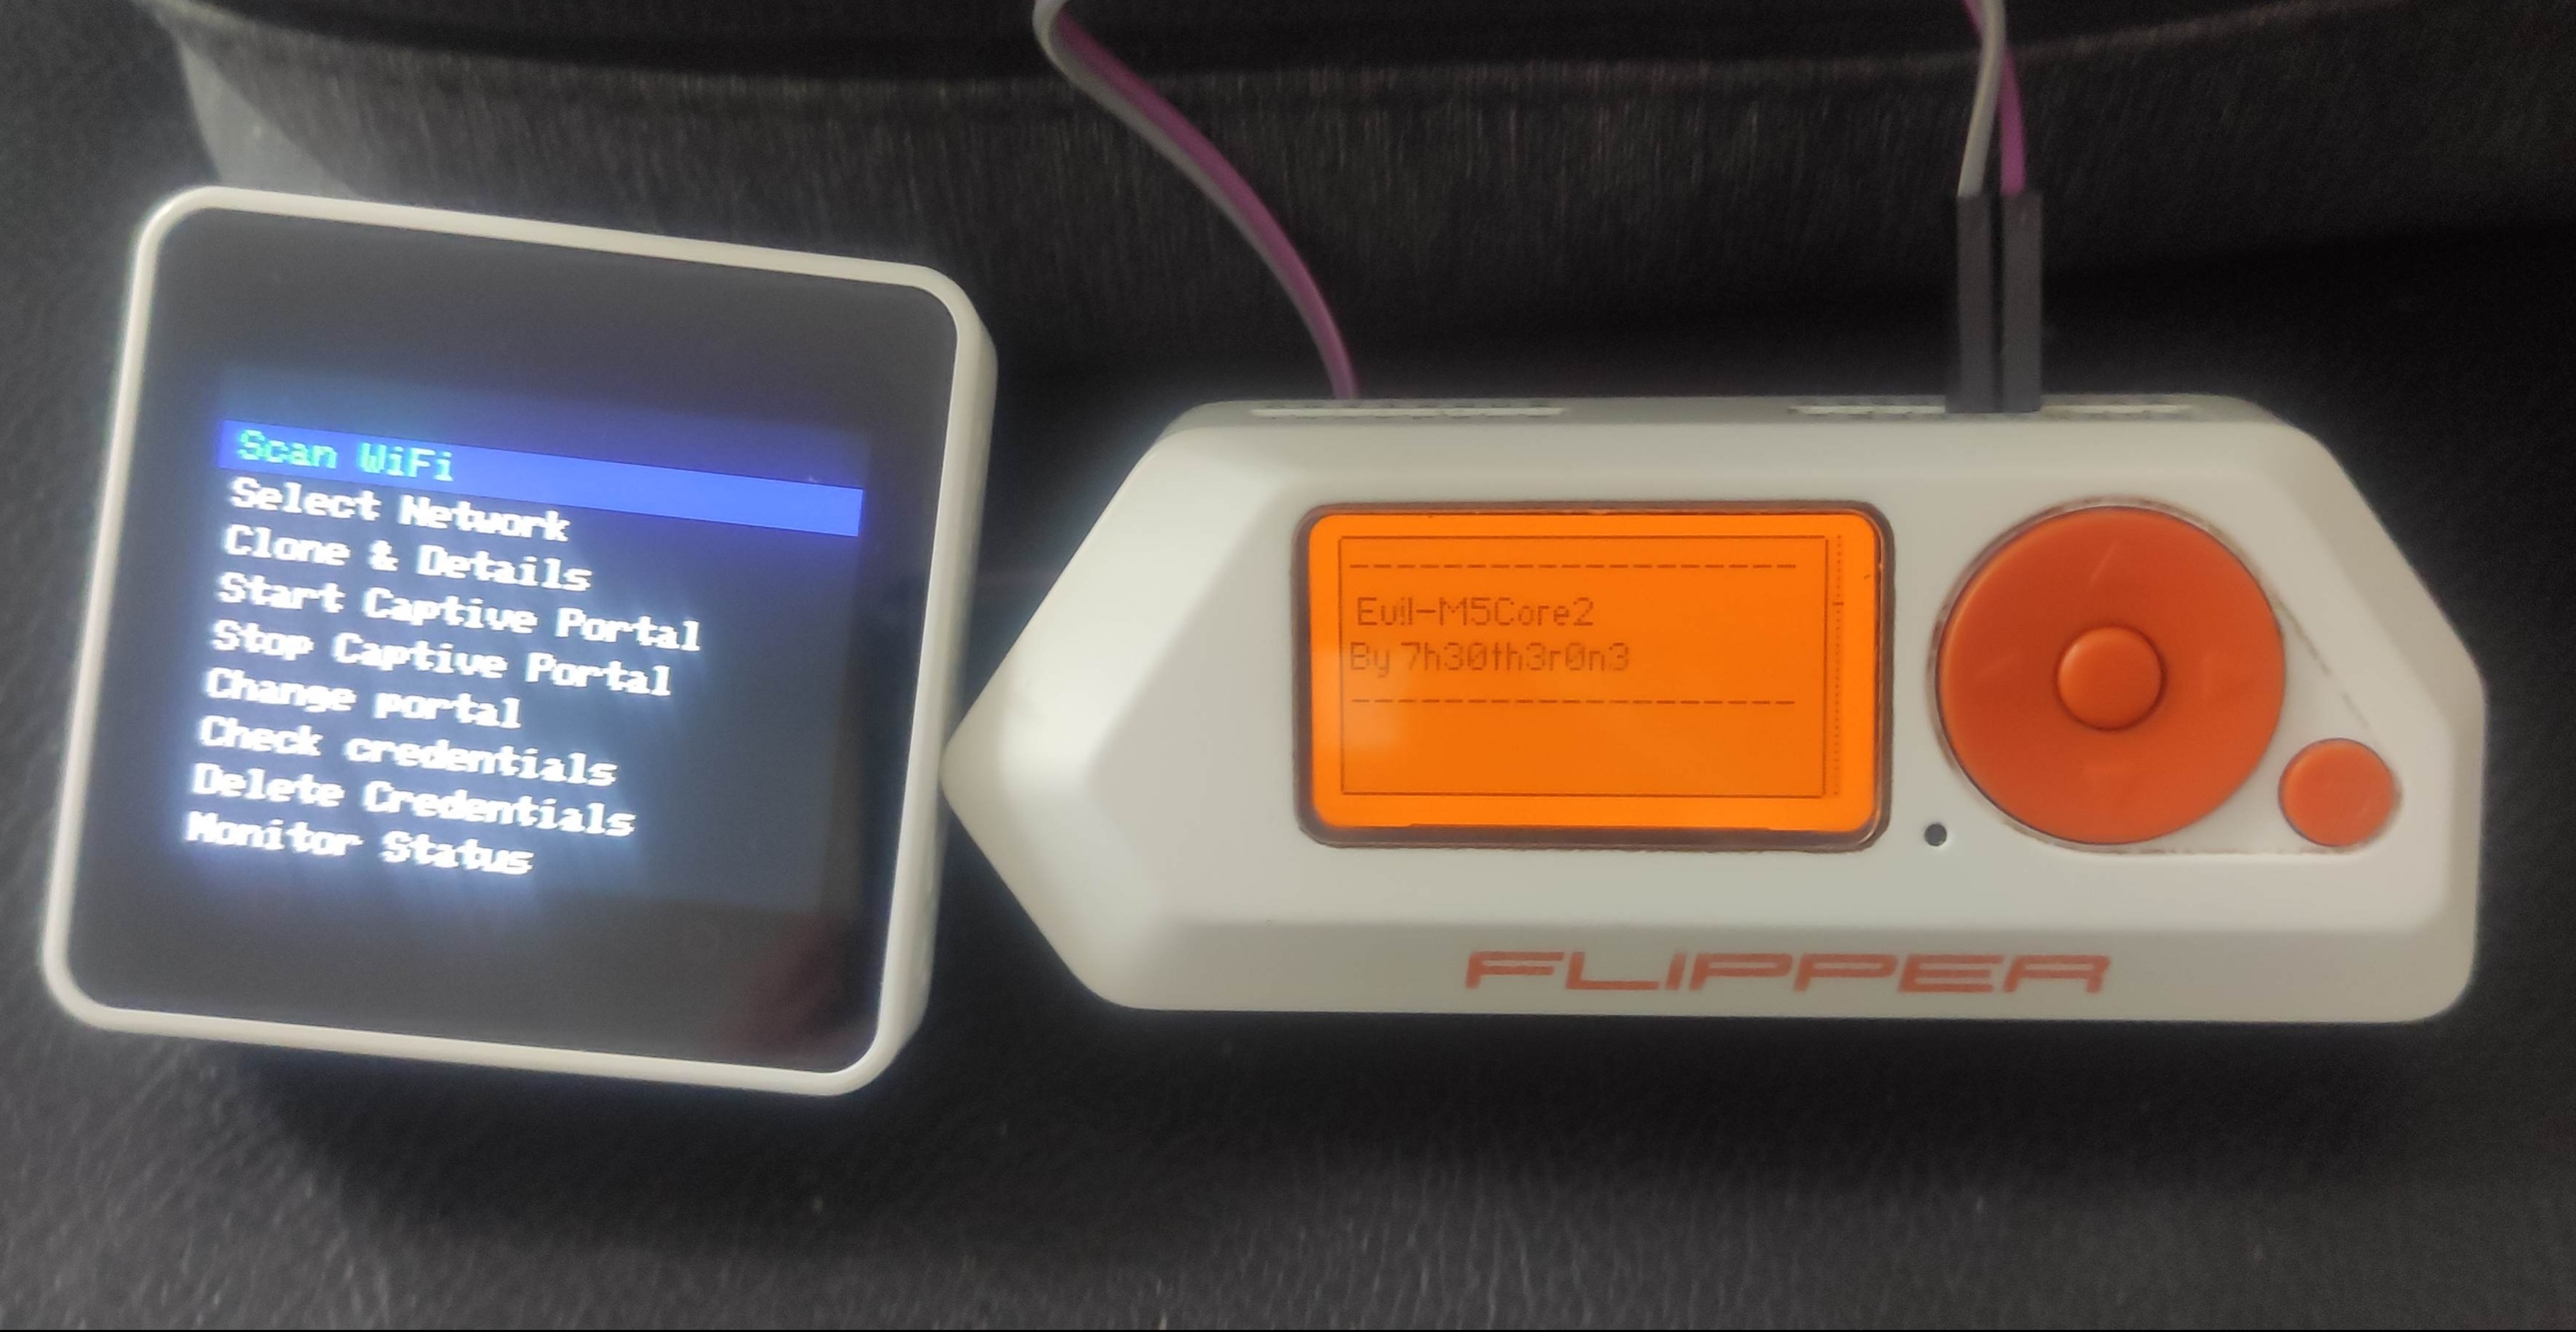 Scan WiFi
Select Network
Clone & Details
Start Captive Portal
Stop Captive Portal
Change portal
Check credentials
Delete Credentials
Monitor Status
--------------------
Evil-M5Core2
By 7h30th3r0n3
--------------------
FLIPPER